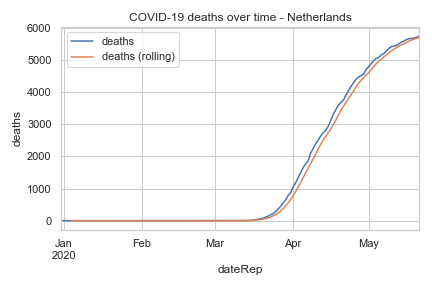 COVID-19 deaths over time - Netherlands
deaths
deaths (rolling)
6000
5000
4000
3000
2000
1000
0
deaths
Jan Feb Mar Apr May
2020
dateRep